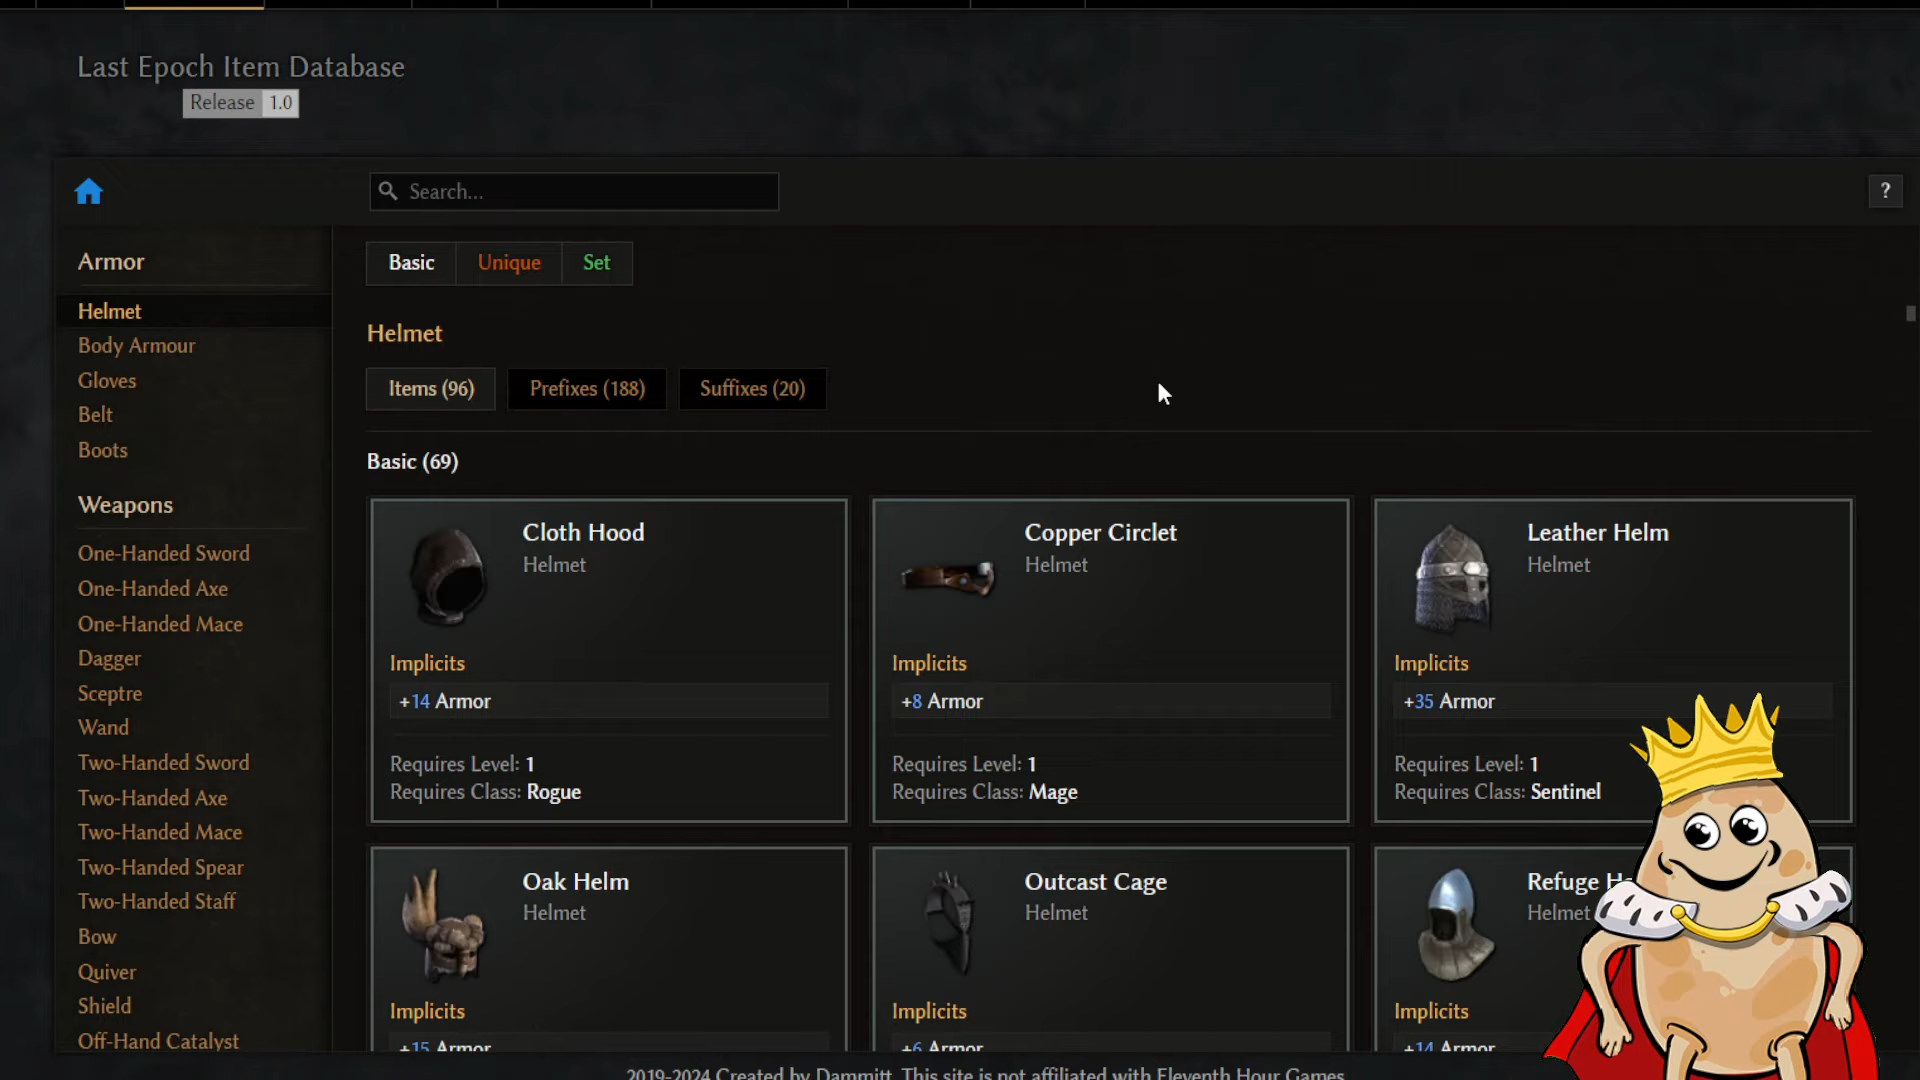 Last Epoch Item Database
Release 1.0
Search...
?
Armor
Helmet
Body Armour
Gloves
Belt
Boots
Weapons
One-Handed Sword
One-Handed Axe
One-Handed Mace
Dagger
Sceptre
Wand
Two-Handed Sword
Two-Handed Axe
Two-Handed Mace
Two-Handed Spear
Two-Handed Staff
Bow
Quiver
Shield
Off-Hand Catalyst
Basic Unique Set
Helmet
Items (96) Prefixes (188) Suffixes (20)
Basic (69)
Cloth Hood
Helmet
Implicits
+14 Armor
Requires Level: 1
Requires Class: Rogue
Copper Circlet
Helmet
Implicits
+8 Armor
Requires Level: 1
Requires Class: Mage
Leather Helm
Helmet
Implicits
+35 Armor
Requires Level: 1
Requires Class: Sentinel
Oak Helm
Helmet
Implicits
+15 Armor
Outcast Cage
Helmet
Implicits
+6 Armor
Refuge
Helmet
Implicits
+14 Armor
2019-2024 Created by Dammitt. This site is not affiliated with Eleventh Hour Games